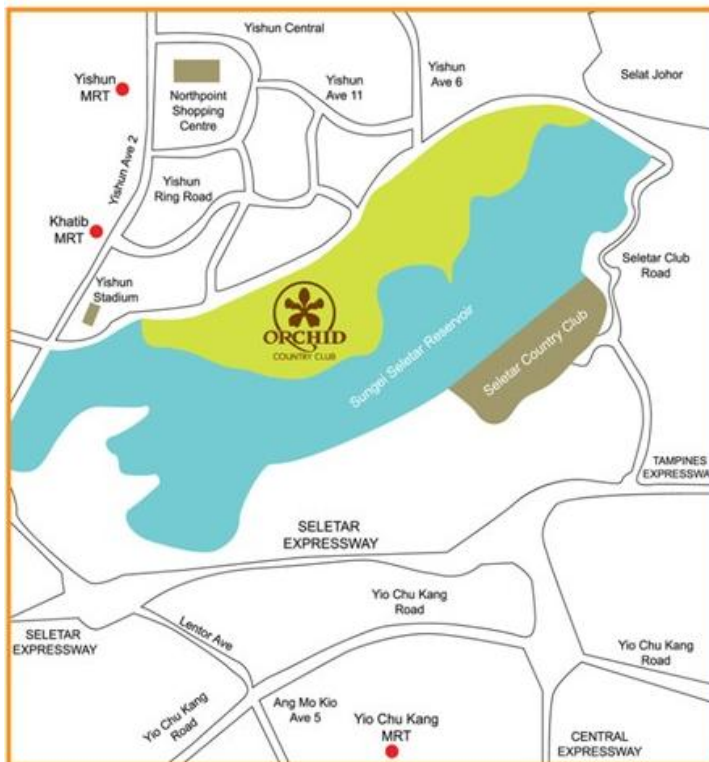 Yishun Central
Yishun
MRT
Northpoint
Shopping
Centre
Yishun
Ave 11
Yishun
Ave 6
Selat Johor
Yishun Ave 2
Yishun
Ring Road
Khatib
MRT
Yishun
Stadium
Seletar Club
Road
ORCHID
COUNTRY CLUB
Sungei Seletar Reservoir
Seletar Country Club
TAMPINES
EXPRESSWAY
SELETAR
EXPRESSWAY
Yio Chu Kang
Road
Lentor Ave
SELETAR
EXPRESSWAY
Yio Chu Kang
Road
Yio Chu Kang
Road
Ang Mo Kio
Ave 5
Yio Chu Kang
MRT
CENTRAL
EXPRESSWAY